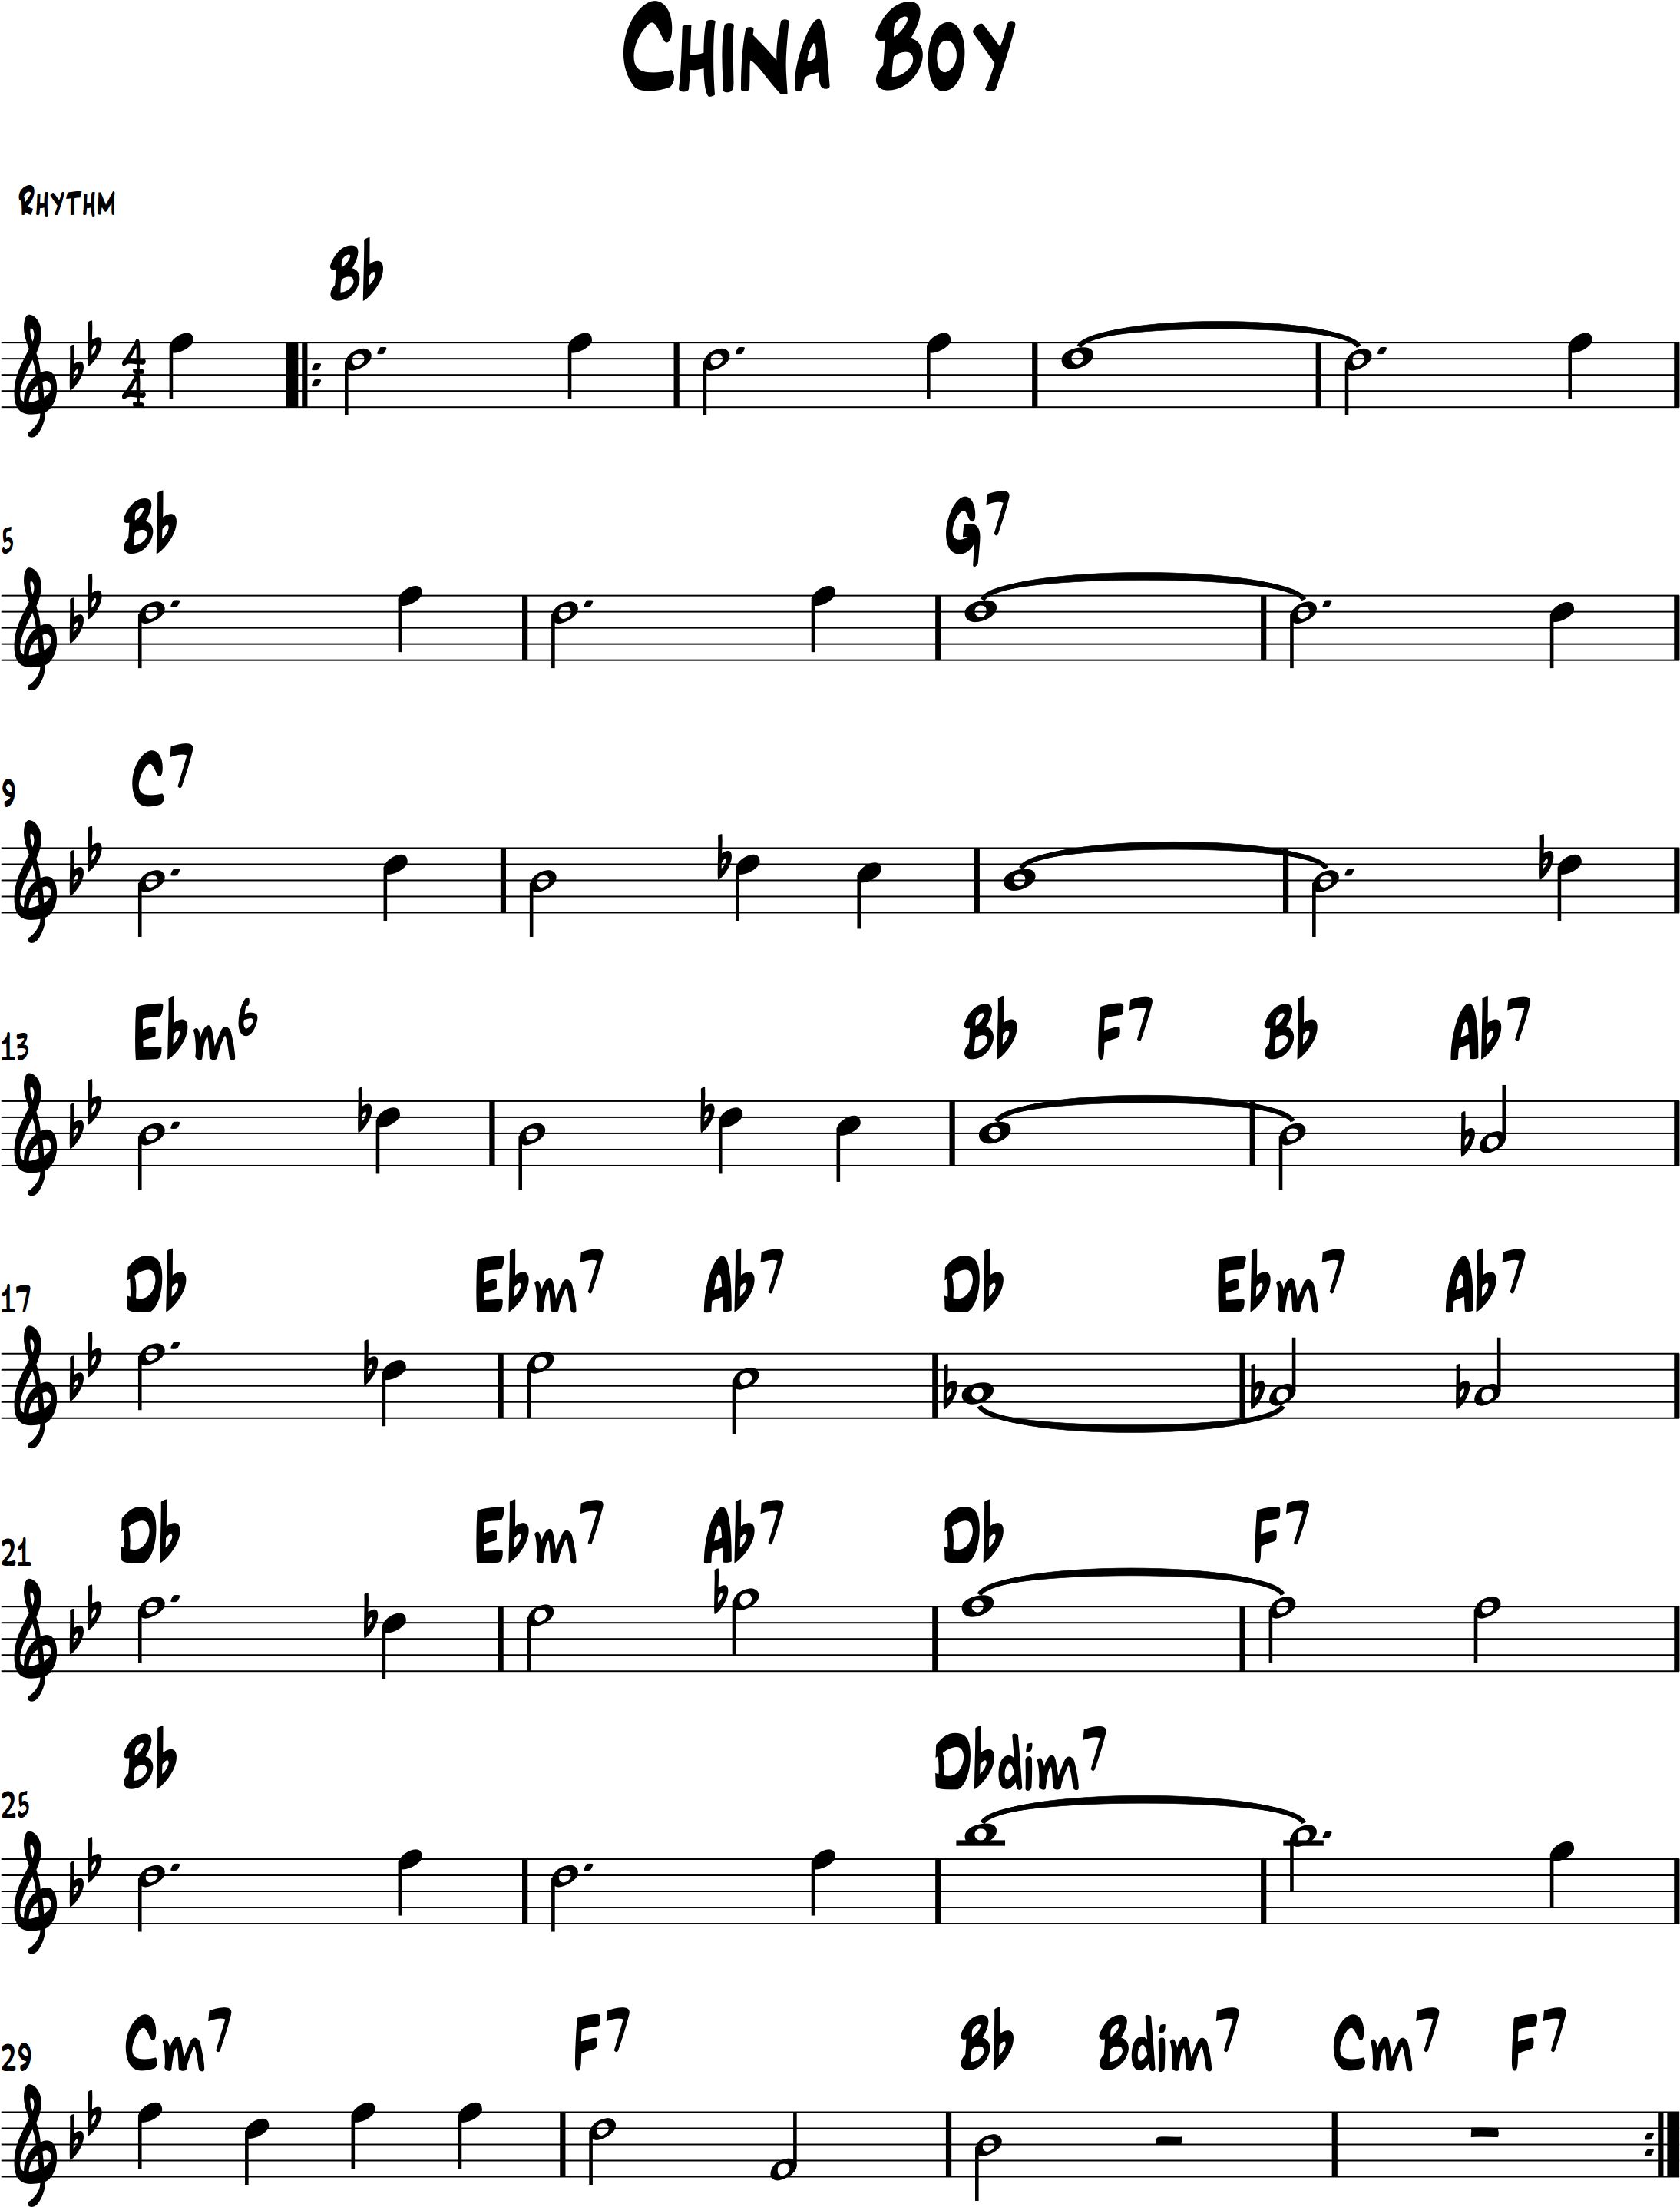 China Boy
Rhythm
Bb
4
4
5 Bb G7
9 C7
13 Ebm6 Bb F7 Bb Ab7
17 Db Ebm7 Ab7 Db Ebm7 Ab7
21 Db Ebm7 Ab7 Db F7
25 Bb Dbdim7
29 Cm7 F7 Bb Bdim7 Cm7 F7